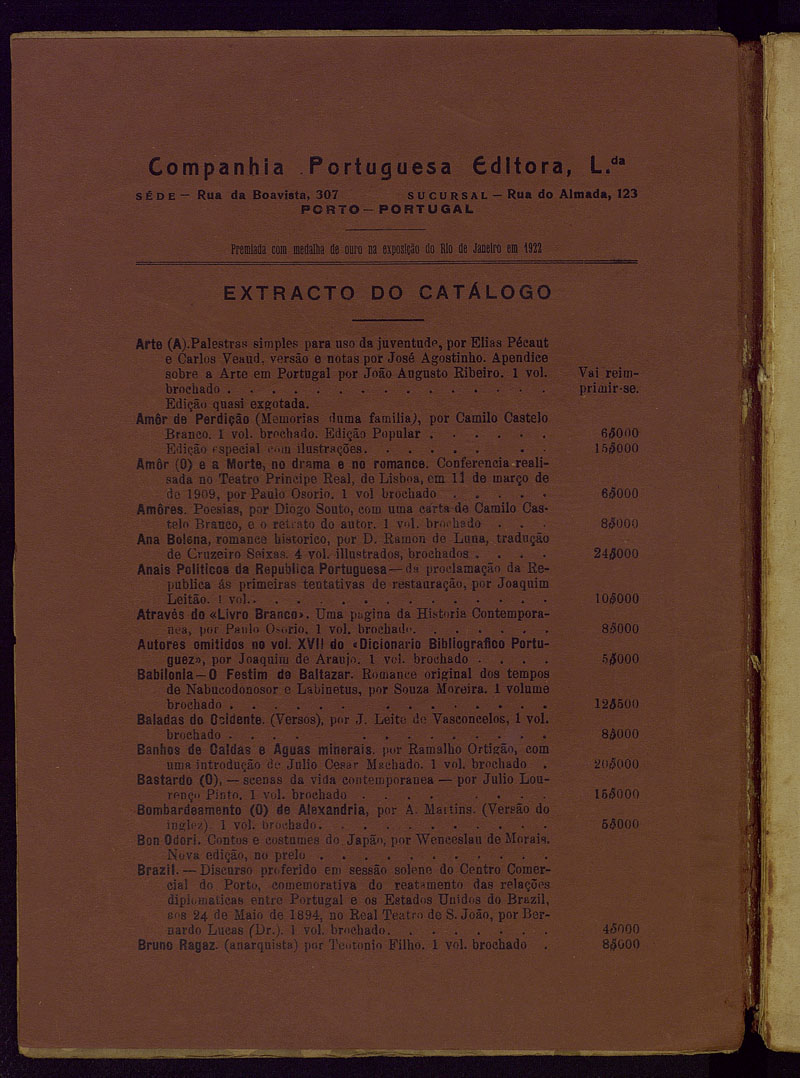 Companhia Portuguesa Editora, L.da
SÉDE — Rua da Boavista, 307 SUCURSAL — Rua do Almada, 123
PORTO — PORTUGAL
Premiada com medalha de ouro na exposição do Rio de Janeiro em 1922
EXTRACTO DO CATÁLOGO
Arte (A). Palestras simples para uso da juventude, por Elias Pécaut
e Carlos Veaud, versão e notas por José Agostinho. Apendice
sobre a Arte em Portugal por João Augusto Ribeiro. 1 vol. Vai reim-
brochado . . . . . . . . . . . . . . primir-se.
Edição quasi exgotada.
Amôr de Perdição (Memorias duma familia), por Camilo Castelo
Branco. 1 vol. brochado. Edição Popular . . . . . . 6$000
Edição especial com ilustrações. . . . . . . . . 15$000
Amôr (O) e a Morte, no drama e no romance. Conferencia reali-
sada no Teatro Principe Real, de Lisboa, em 11 de março de
de 1909, por Paulo Osorio. 1 vol brochado . . . . . 6$000
Amôres. Poesias, por Diogo Souto, com uma carta de Camilo Cas-
telo Branco, e o retrato do autor. 1 vol. brochado . . . 8$000
Ana Bolena, romance historico, por D. Ramon de Luna, tradução
de Cruzeiro Seixas. 4 vol. illustrados, brochados . . . . 24$000
Anais Politicos da Republica Portuguesa — da proclamação da Re-
publica ás primeiras tentativas de restauração, por Joaquim
Leitão. 1 vol. . . . . . . . . . . . . . 10$000
Através do «Livro Branco». Uma pagina da Historia Contempora-
nea, por Paulo Osorio. 1 vol. brochado. . . . . . . 8$000
Autores omitidos no vol. XVII do «Dicionario Bibliografico Portu-
guez», por Joaquim de Araujo. 1 vol. brochado . . . . 5$000
Babilonia — O Festim de Baltazar. Romance original dos tempos
de Nabucodonosor e Labinetus, por Souza Moreira. 1 volume
brochado . . . . . . . . . . . . . . 12$500
Baladas do Ocidente. (Versos), por J. Leite de Vasconcelos, 1 vol.
brochado . . . . . . . . . . . . . . 8$000
Banhos de Caldas e Aguas minerais. por Ramalho Ortigão, com
uma introdução de Julio Cesar Machado. 1 vol. brochado . 20$000
Bastardo (O), — scenas da vida contemporanea — por Julio Lou-
renço Pinto. 1 vol. brochado . . . . . . . . . 15$000
Bombardeamento (O) de Alexandria, por A. Martins. (Versão do
inglez). 1 vol. brochado. . . . . . . . . . . 5$000
Bon Odori. Contos e costumes do Japão, por Wenceslau de Morais.
Nova edição, no prelo . . . . . . . . . . .
Brazil. — Discurso proferido em sessão solene do Centro Comer-
cial do Porto, comemorativa do reatamento das relações
diplomaticas entre Portugal e os Estados Unidos do Brazil,
aos 24 de Maio de 1894, no Real Teatro de S. João, por Ber-
nardo Lucas (Dr.). 1 vol. brochado. . . . . . . . 4$000
Bruno Ragaz. (anarquista) por Teotonio Filho. 1 vol. brochado . 8$000